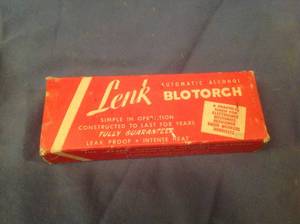 Lenk
AUTOMATIC ALCOHOL
BLOTORCH
SIMPLE IN OPERATION
CONSTRUCTED TO LAST FOR YEARS
FULLY GUARANTEED
LEAK PROOF • INTENSE HEAT